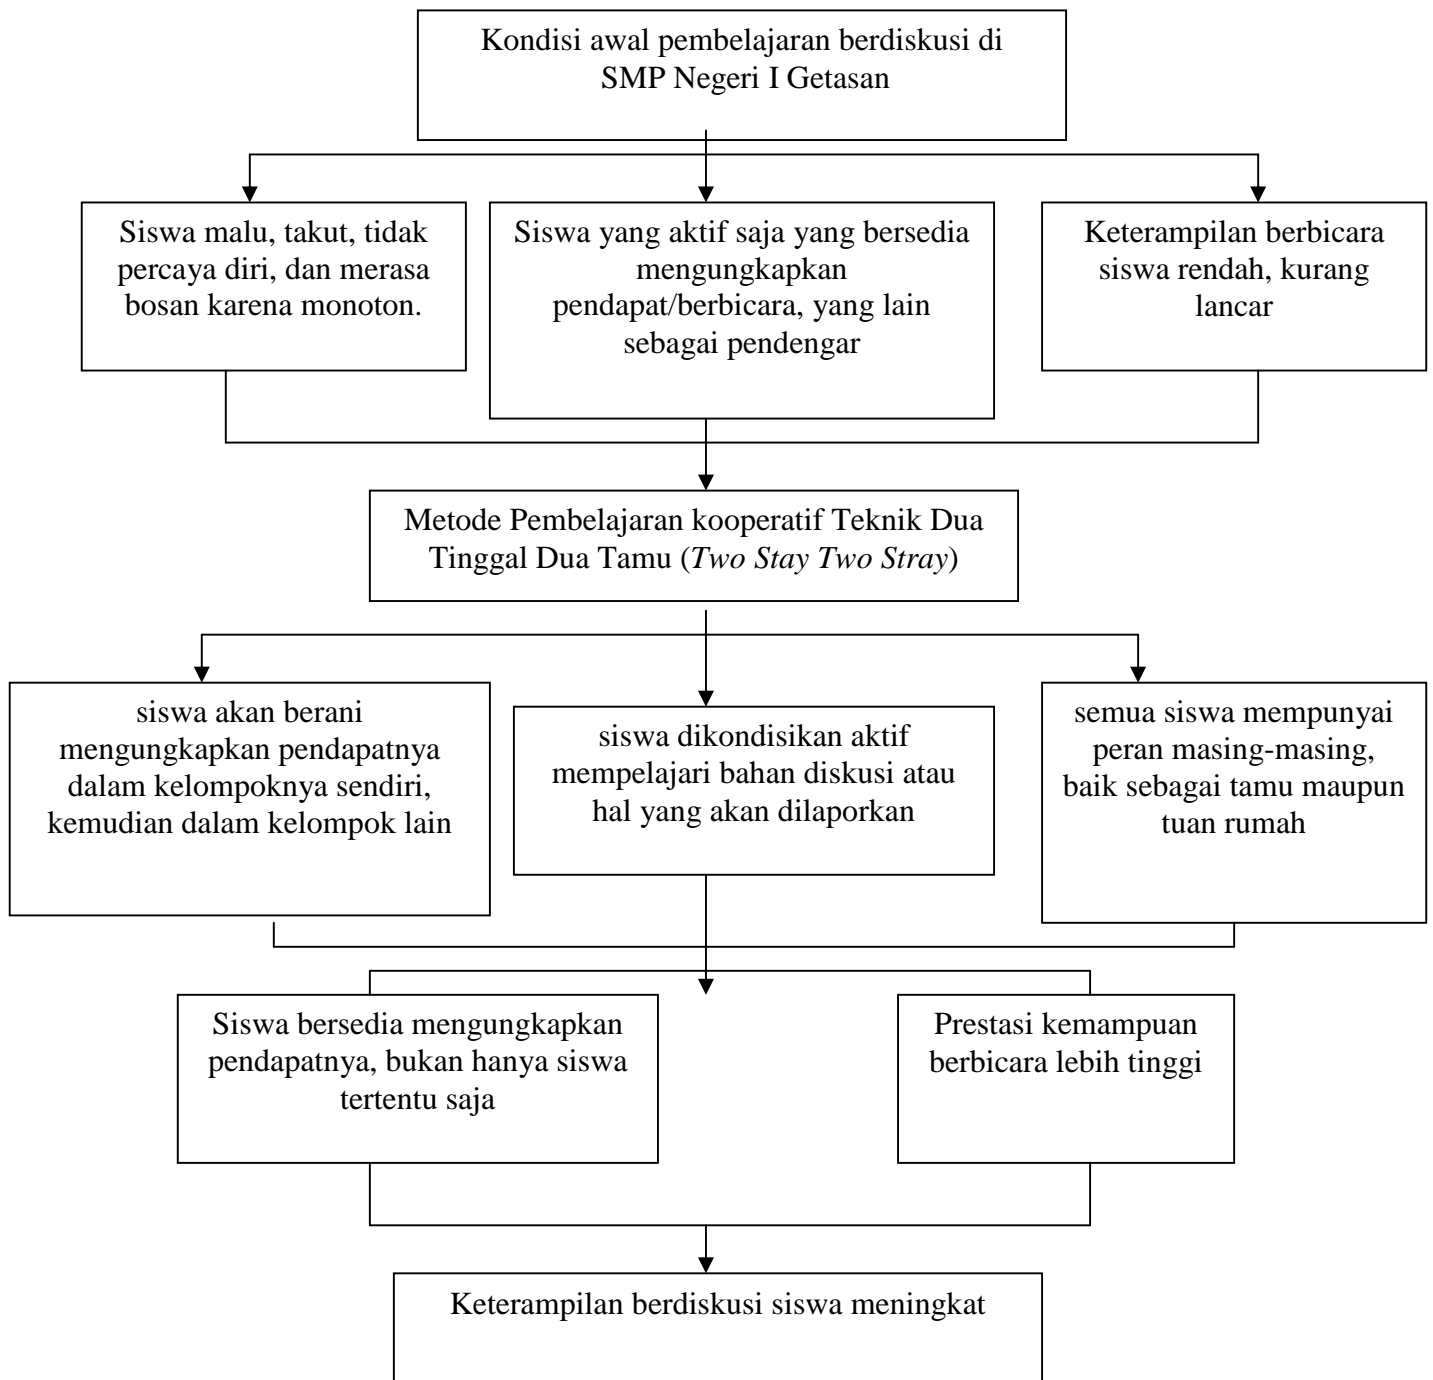 Kondisi awal pembelajaran berdiskusi di
SMP Negeri I Getasan
Siswa malu, takut, tidak
percaya diri, dan merasa
bosan karena monoton.
Siswa yang aktif saja yang bersedia
mengungkapkan
pendapat/berbicara, yang lain
sebagai pendengar
Keterampilan berbicara
siswa rendah, kurang
lancar
Metode Pembelajaran kooperatif Teknik Dua
Tinggal Dua Tamu (Two Stay Two Stray)
siswa akan berani
mengungkapkan pendapatnya
dalam kelompoknya sendiri,
kemudian dalam kelompok lain
siswa dikondisikan aktif
mempelajari bahan diskusi atau
hal yang akan dilaporkan
semua siswa mempunyai
peran masing-masing,
baik sebagai tamu maupun
tuan rumah
Siswa bersedia mengungkapkan
pendapatnya, bukan hanya siswa
tertentu saja
Prestasi kemampuan
berbicara lebih tinggi
Keterampilan berdiskusi siswa meningkat